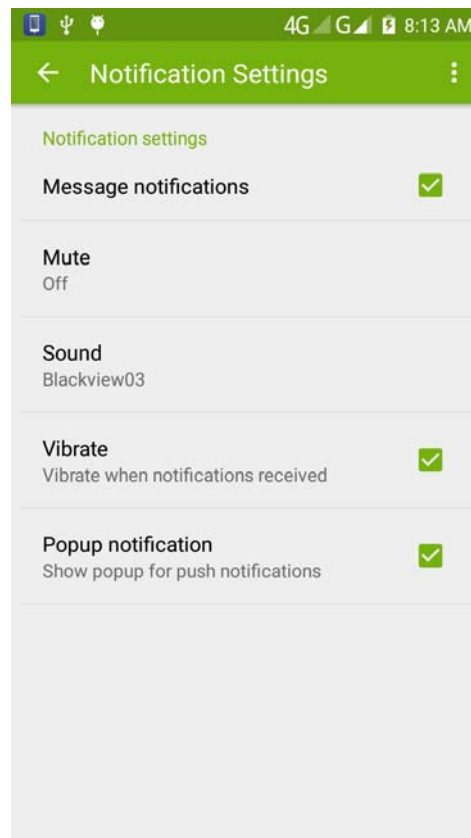 4G G 8:13 AM
Notification Settings
Notification settings
Message notifications
Mute
Off
Sound
Blackview03
Vibrate
Vibrate when notifications received
Popup notification
Show popup for push notifications